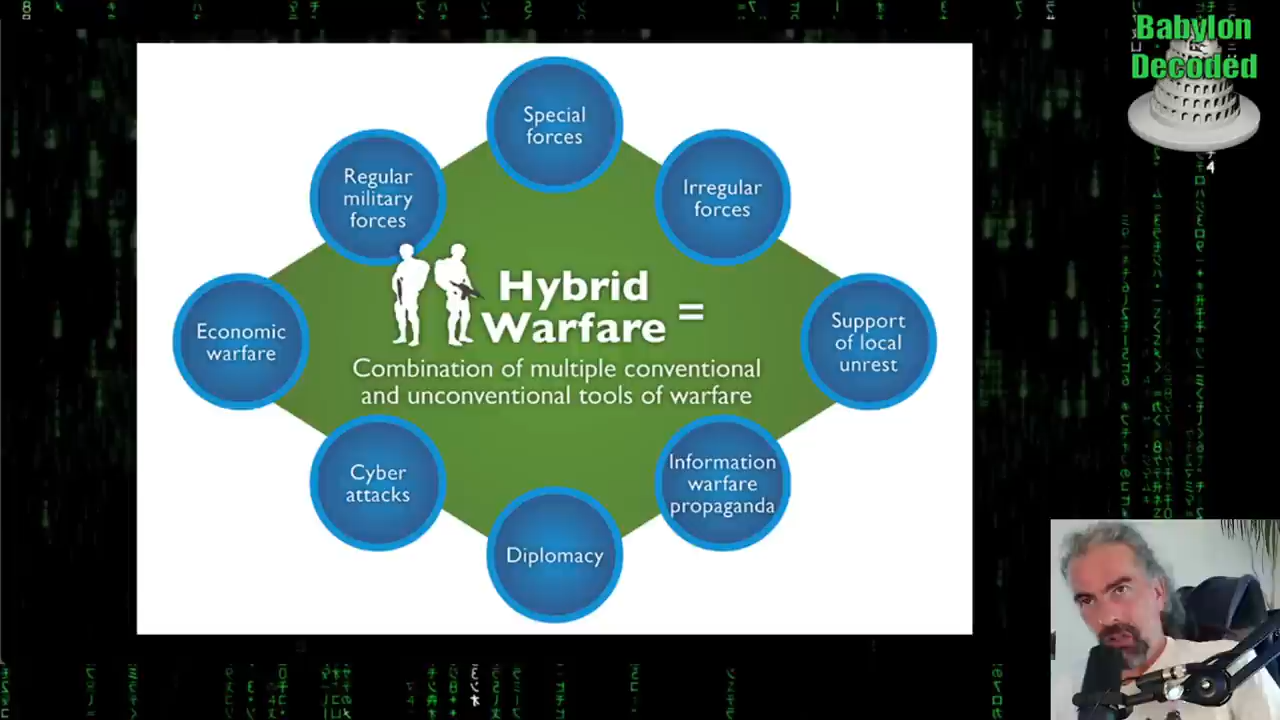 Babylon
Decoded
Special
forces
Regular
military
forces
Irregular
forces
Hybrid
Warfare =
Economic
warfare
Support
of local
unrest
Combination of multiple conventional
and unconventional tools of warfare
Cyber
attacks
Information
warfare
propaganda
Diplomacy